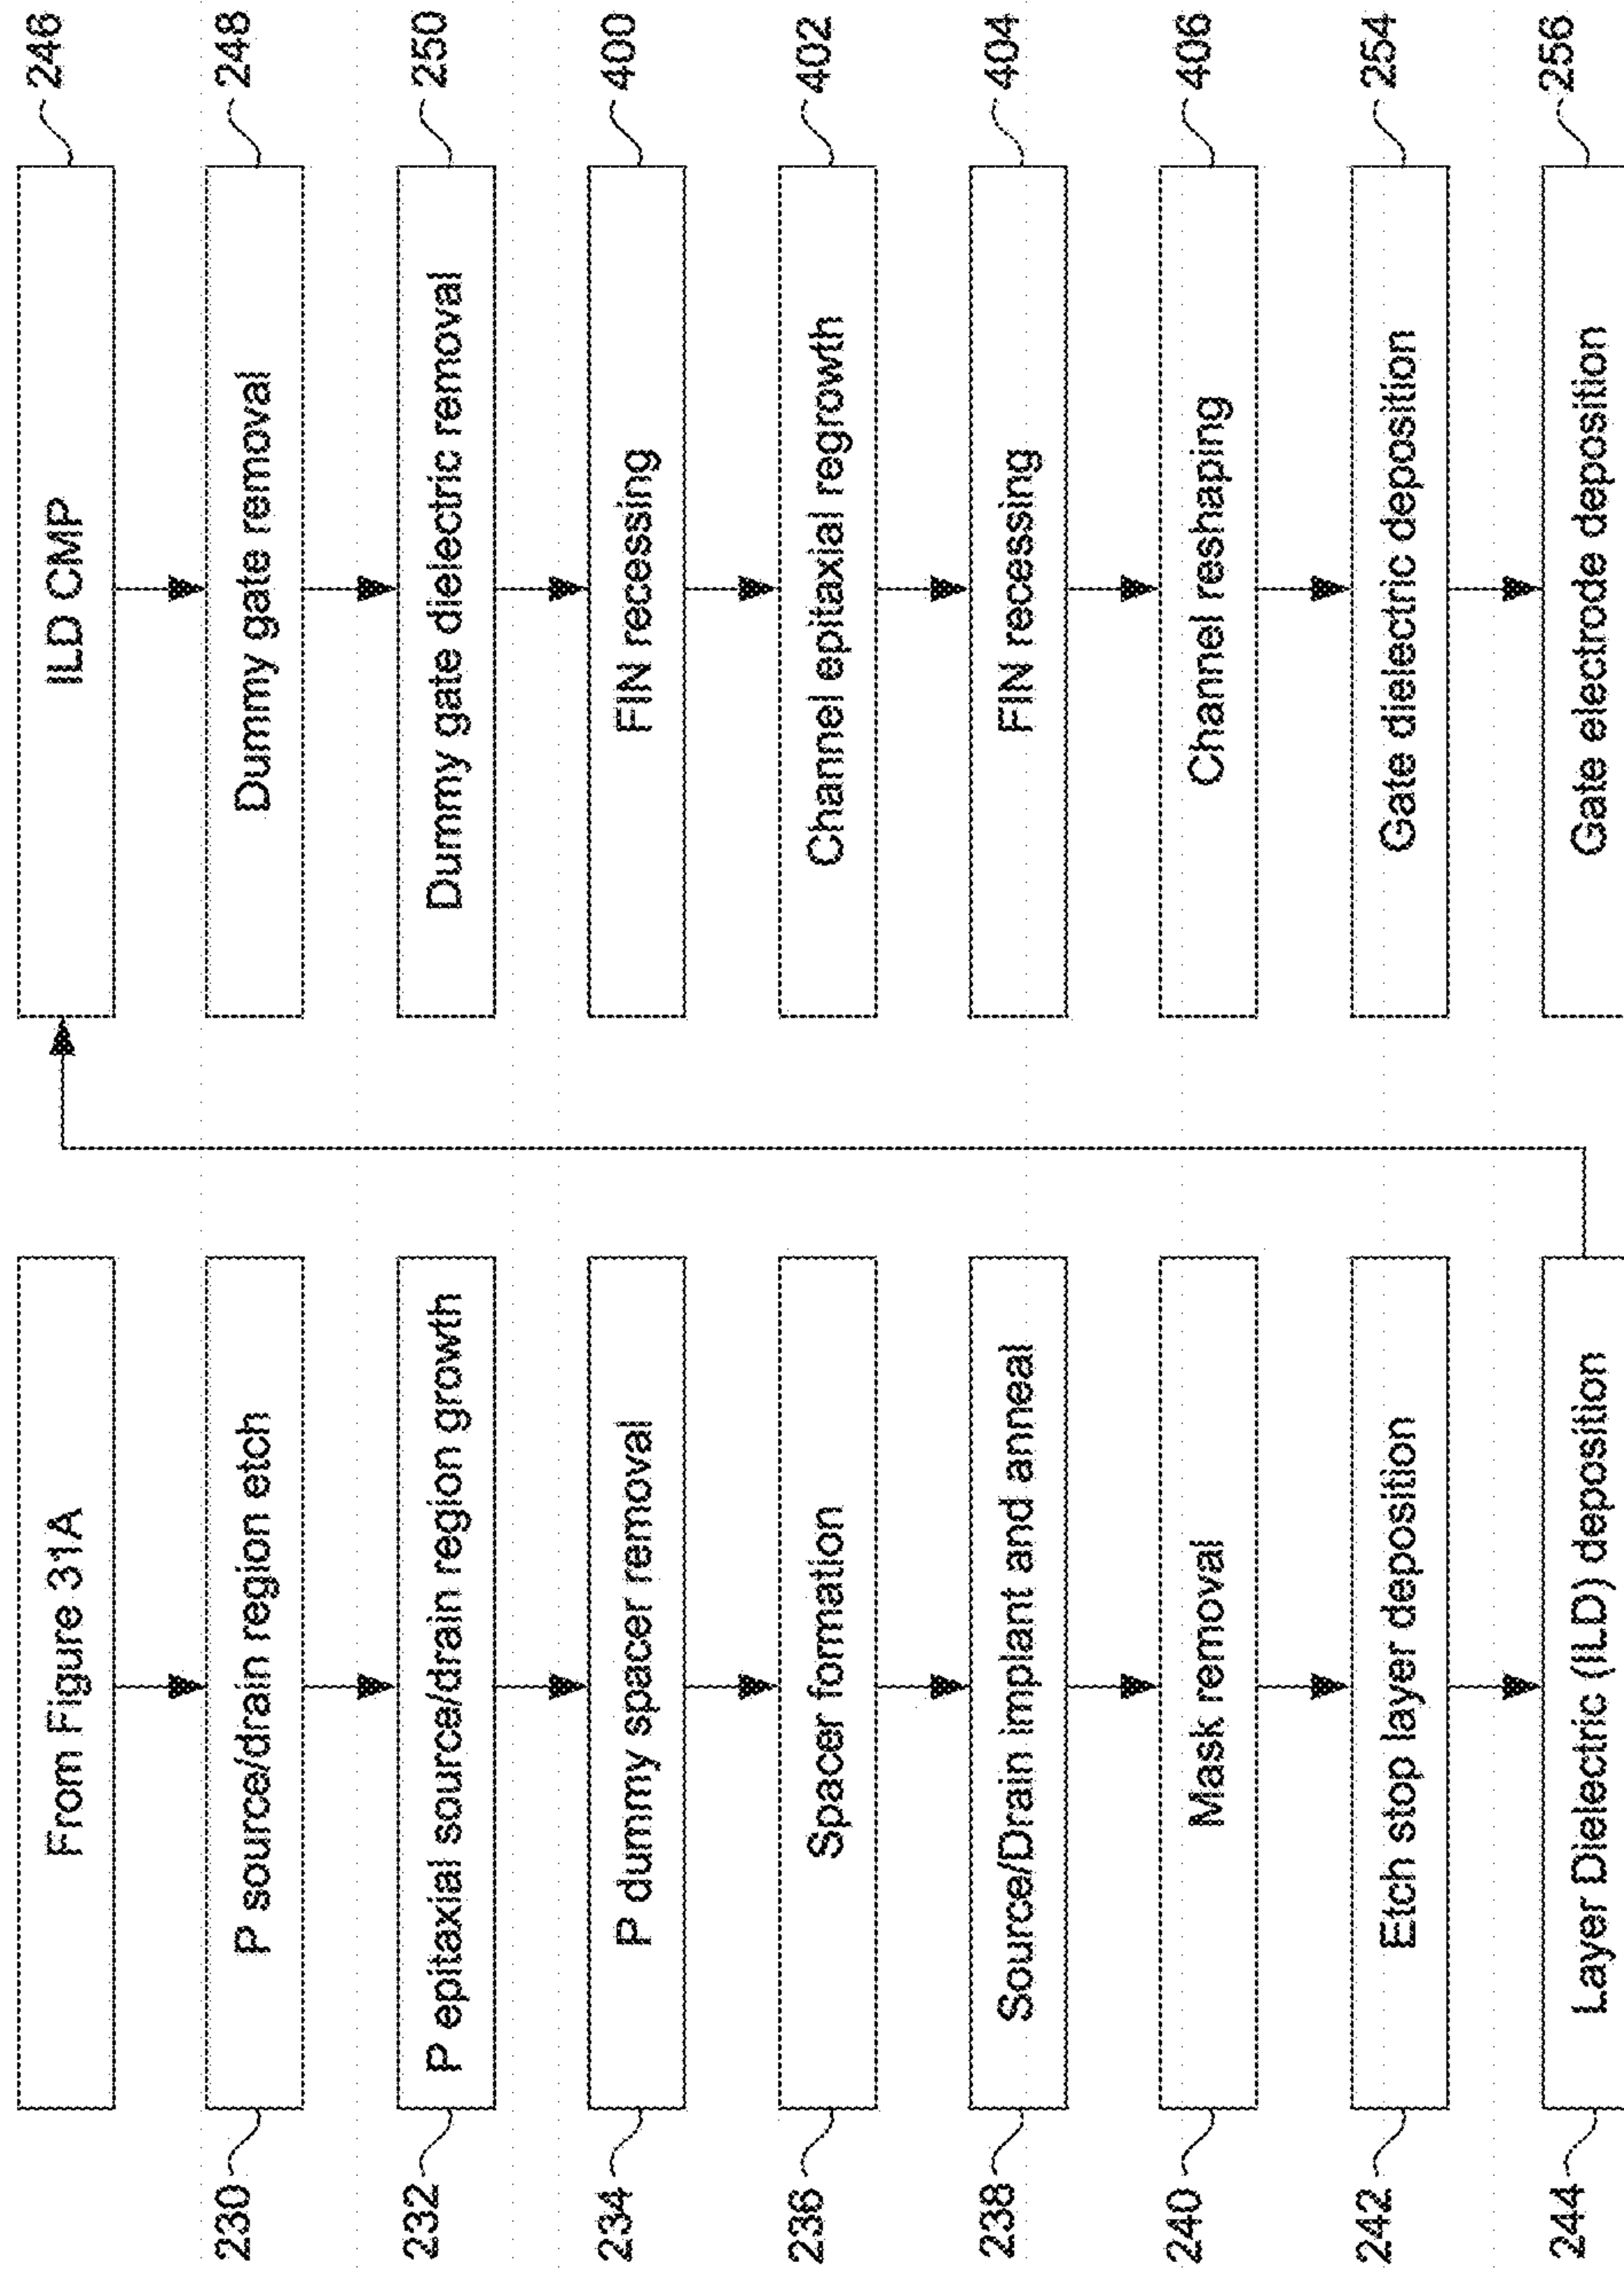 From Figure 31A
230
P source/drain region etch
232
P epitaxial source/drain region growth
234
P dummy spacer removal
236
Spacer formation
238
Source/Drain implant and anneal
240
Mask removal
242
Etch stop layer deposition
244
Layer Dielectric (ILD) deposition
ILD CMP
246
Dummy gate removal
248
Dummy gate dielectric removal
250
FIN recessing
400
Channel epitaxial regrowth
402
FIN recessing
404
Channel reshaping
406
Gate dielectric deposition
254
Gate electrode deposition
256